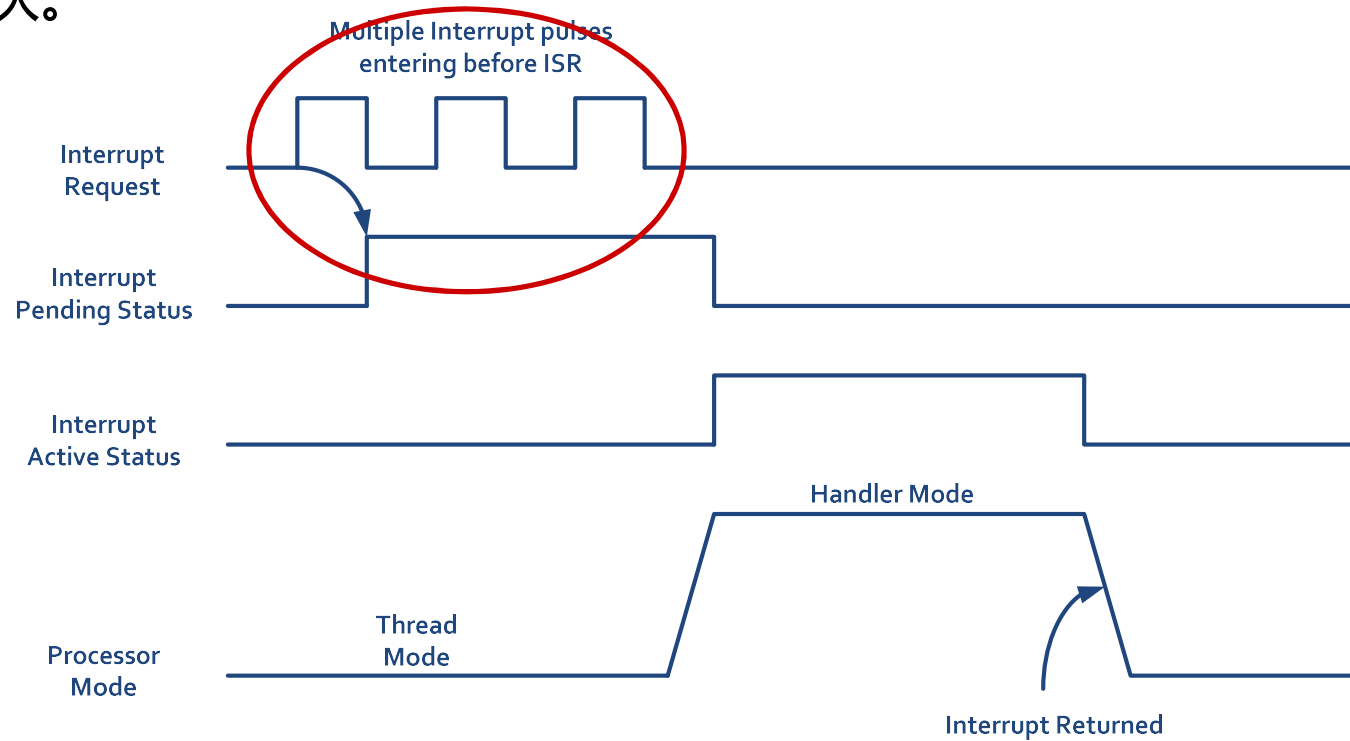 人。
Multiple Interrupt pulses
entering before ISR
Interrupt
Request
Interrupt
Pending Status
Interrupt
Active Status
Handler Mode
Thread
Mode
Processor
Mode
Interrupt Returned